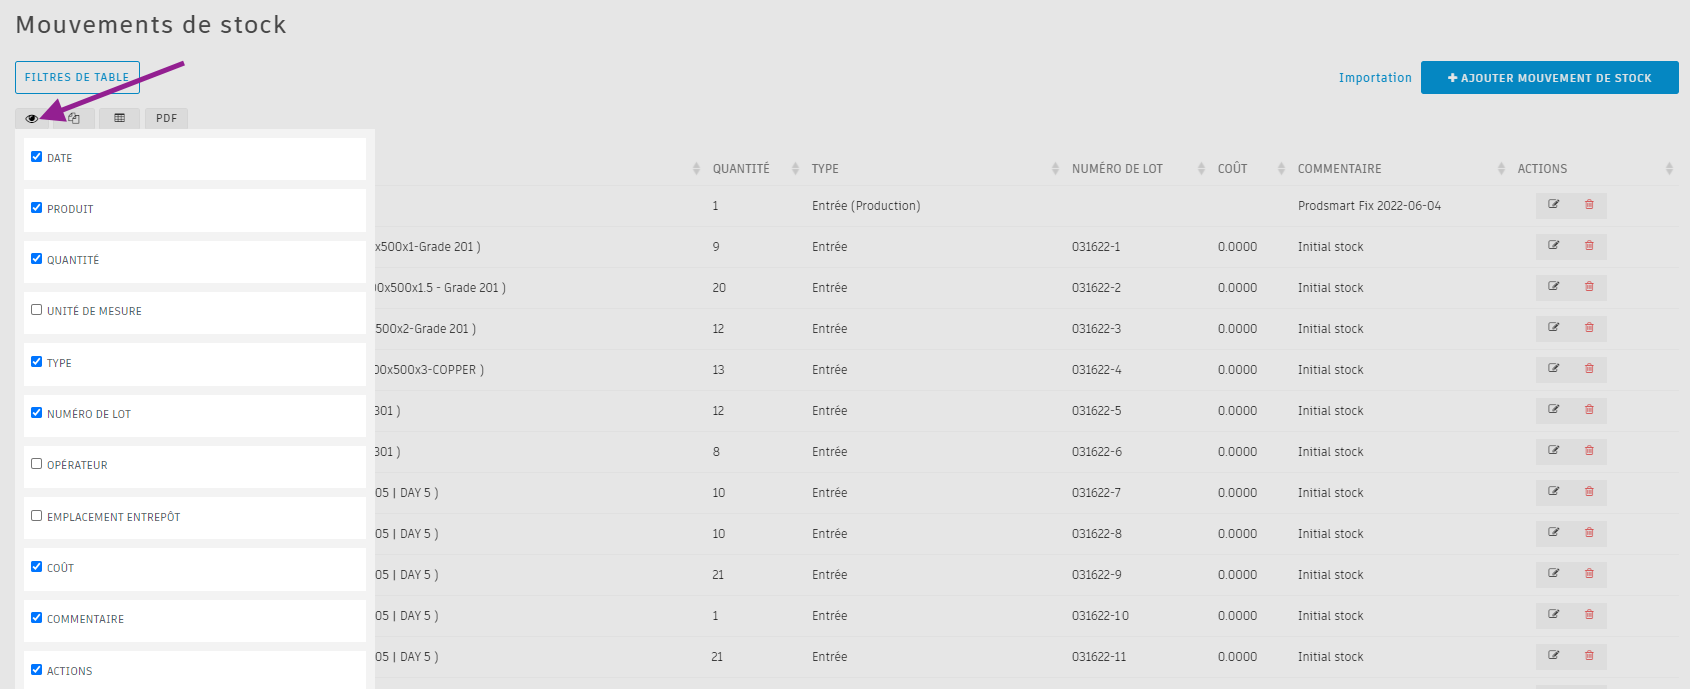 Mouvements de stock
FILTRES DE TABLE
Importation
AJOUTER MOUVEMENT DE STOCK
PDF
DATE
PRODUIT
QUANTITÉ
UNITÉ DE MESURE
TYPE
NUMÉRO DE LOT
OPÉRATEUR
EMPLACEMENT ENTREPÔT
COÛT
COMMENTAIRE
ACTIONS
QUANTITÉ TYPE NUMÉRO DE LOT COÛT COMMENTAIRE ACTIONS
1 Entrée (Production) Prodsmart Fix 2022-06-04
x500x1-Grade 201 ) 9 Entrée 031622-1 0.0000 Initial stock
00x500x1.5 - Grade 201 ) 20 Entrée 031622-2 0.0000 Initial stock
500x2-Grade 201 ) 12 Entrée 031622-3 0.0000 Initial stock
00x500x3-COPPER ) 13 Entrée 031622-4 0.0000 Initial stock
301 ) 12 Entrée 031622-5 0.0000 Initial stock
301 ) 8 Entrée 031622-6 0.0000 Initial stock
05 | DAY 5 ) 10 Entrée 031622-7 0.0000 Initial stock
05 | DAY 5 ) 10 Entrée 031622-8 0.0000 Initial stock
05 | DAY 5 ) 21 Entrée 031622-9 0.0000 Initial stock
05 | DAY 5 ) 1 Entrée 031622-10 0.0000 Initial stock
05 | DAY 5 ) 21 Entrée 031622-11 0.0000 Initial stock